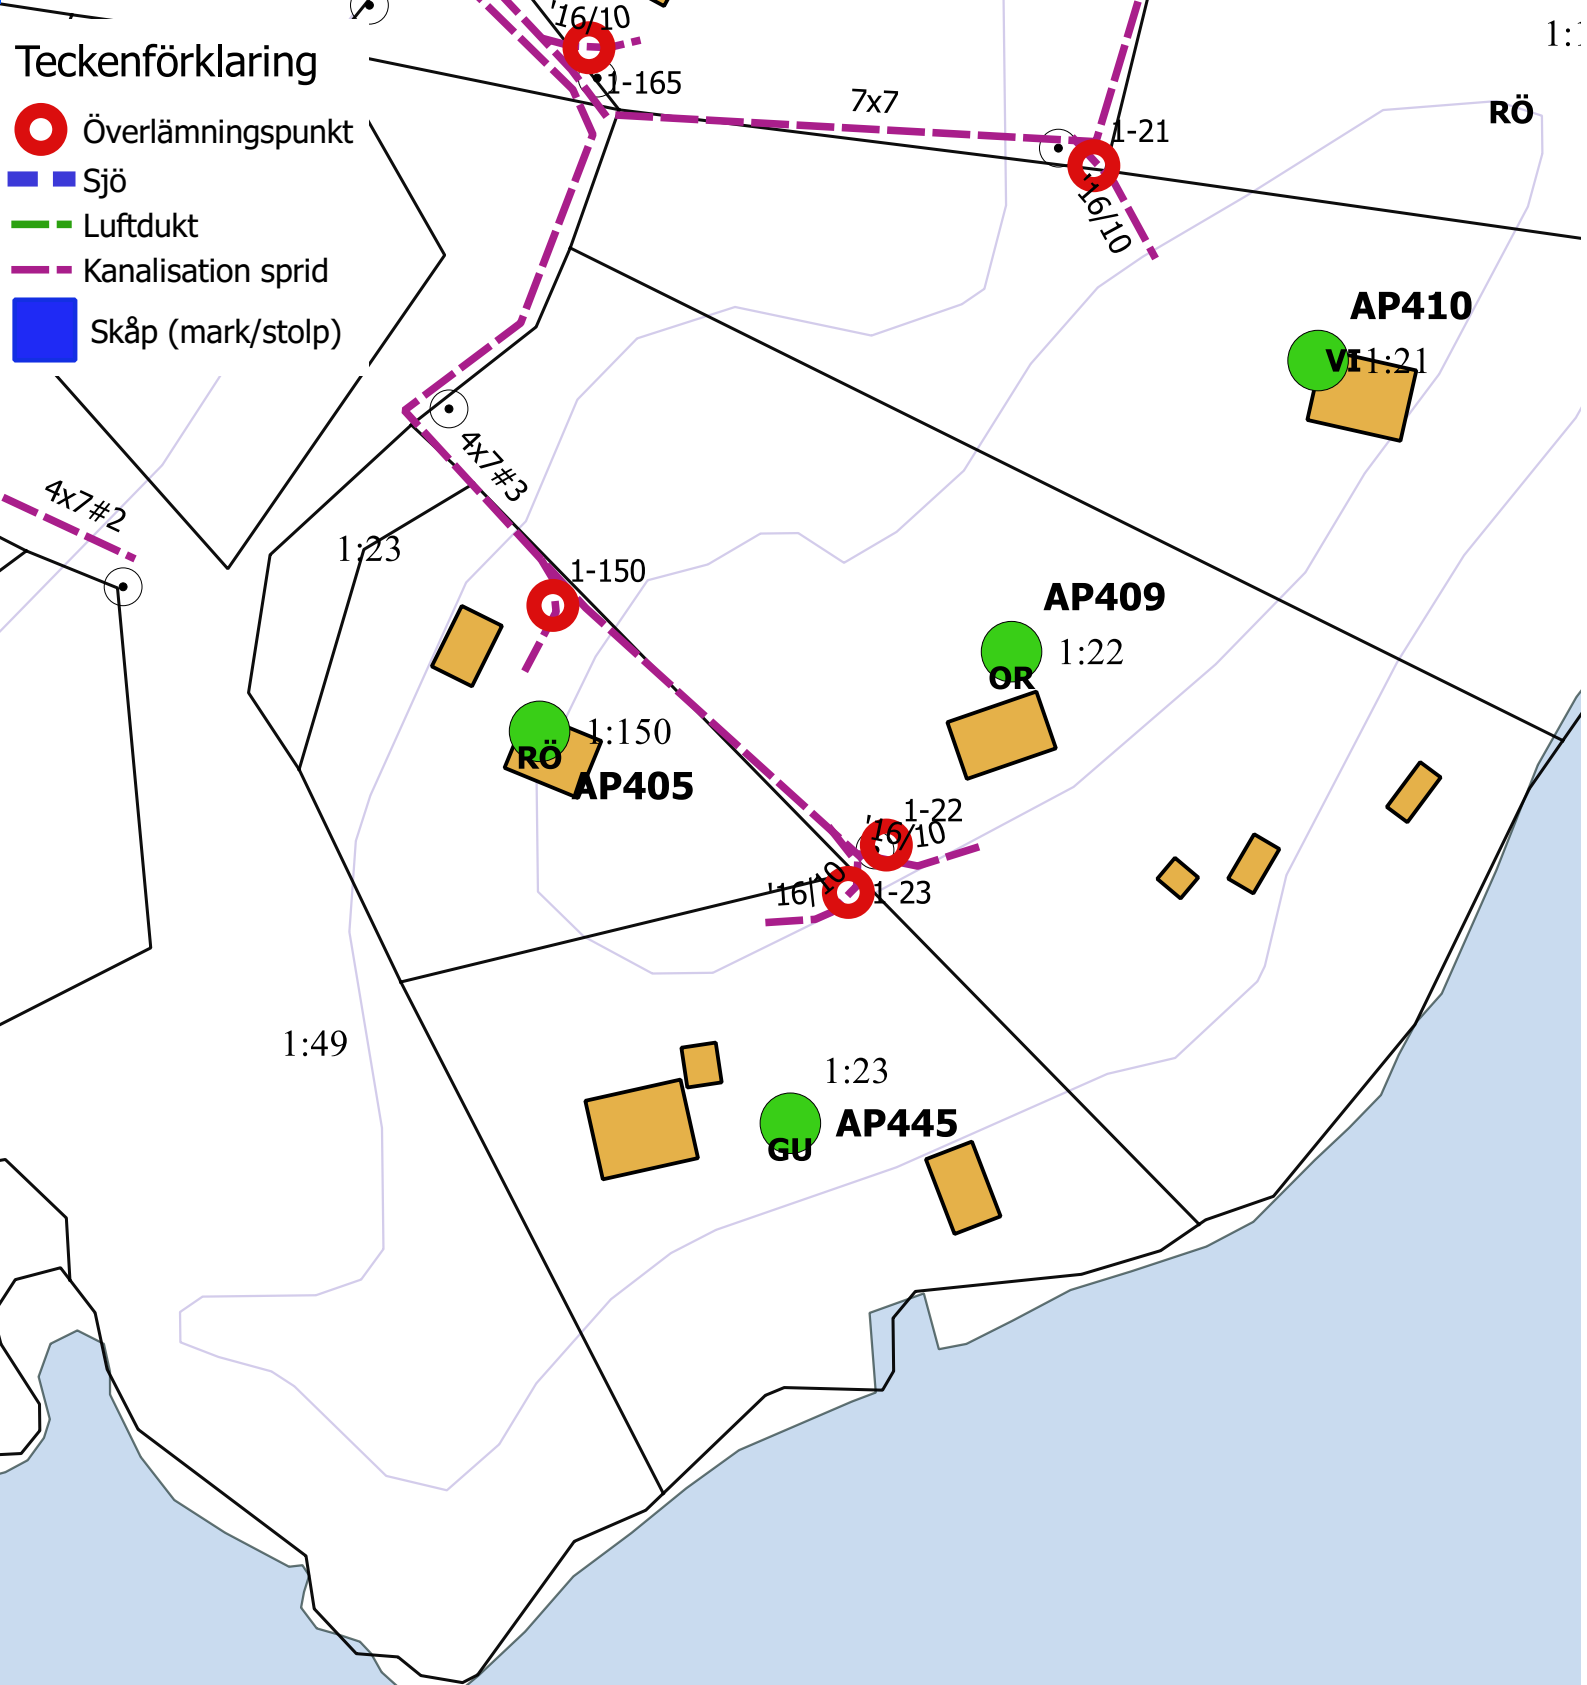 '16/10
1-165
Teckenförklaring
Överlämningspunkt
Sjö
Luftdukt
Kanalisation sprid
Skåp (mark/stolp)
7x7
1-21
'16/10
RÖ
AP410
VI
1:21
4x7#3
4x7#2
1:23
1-150
AP409
1:22
OR
1:150
RÖ
AP405
1-22
'16/10
'16/10
1-23
1:49
1:23
AP445
GU